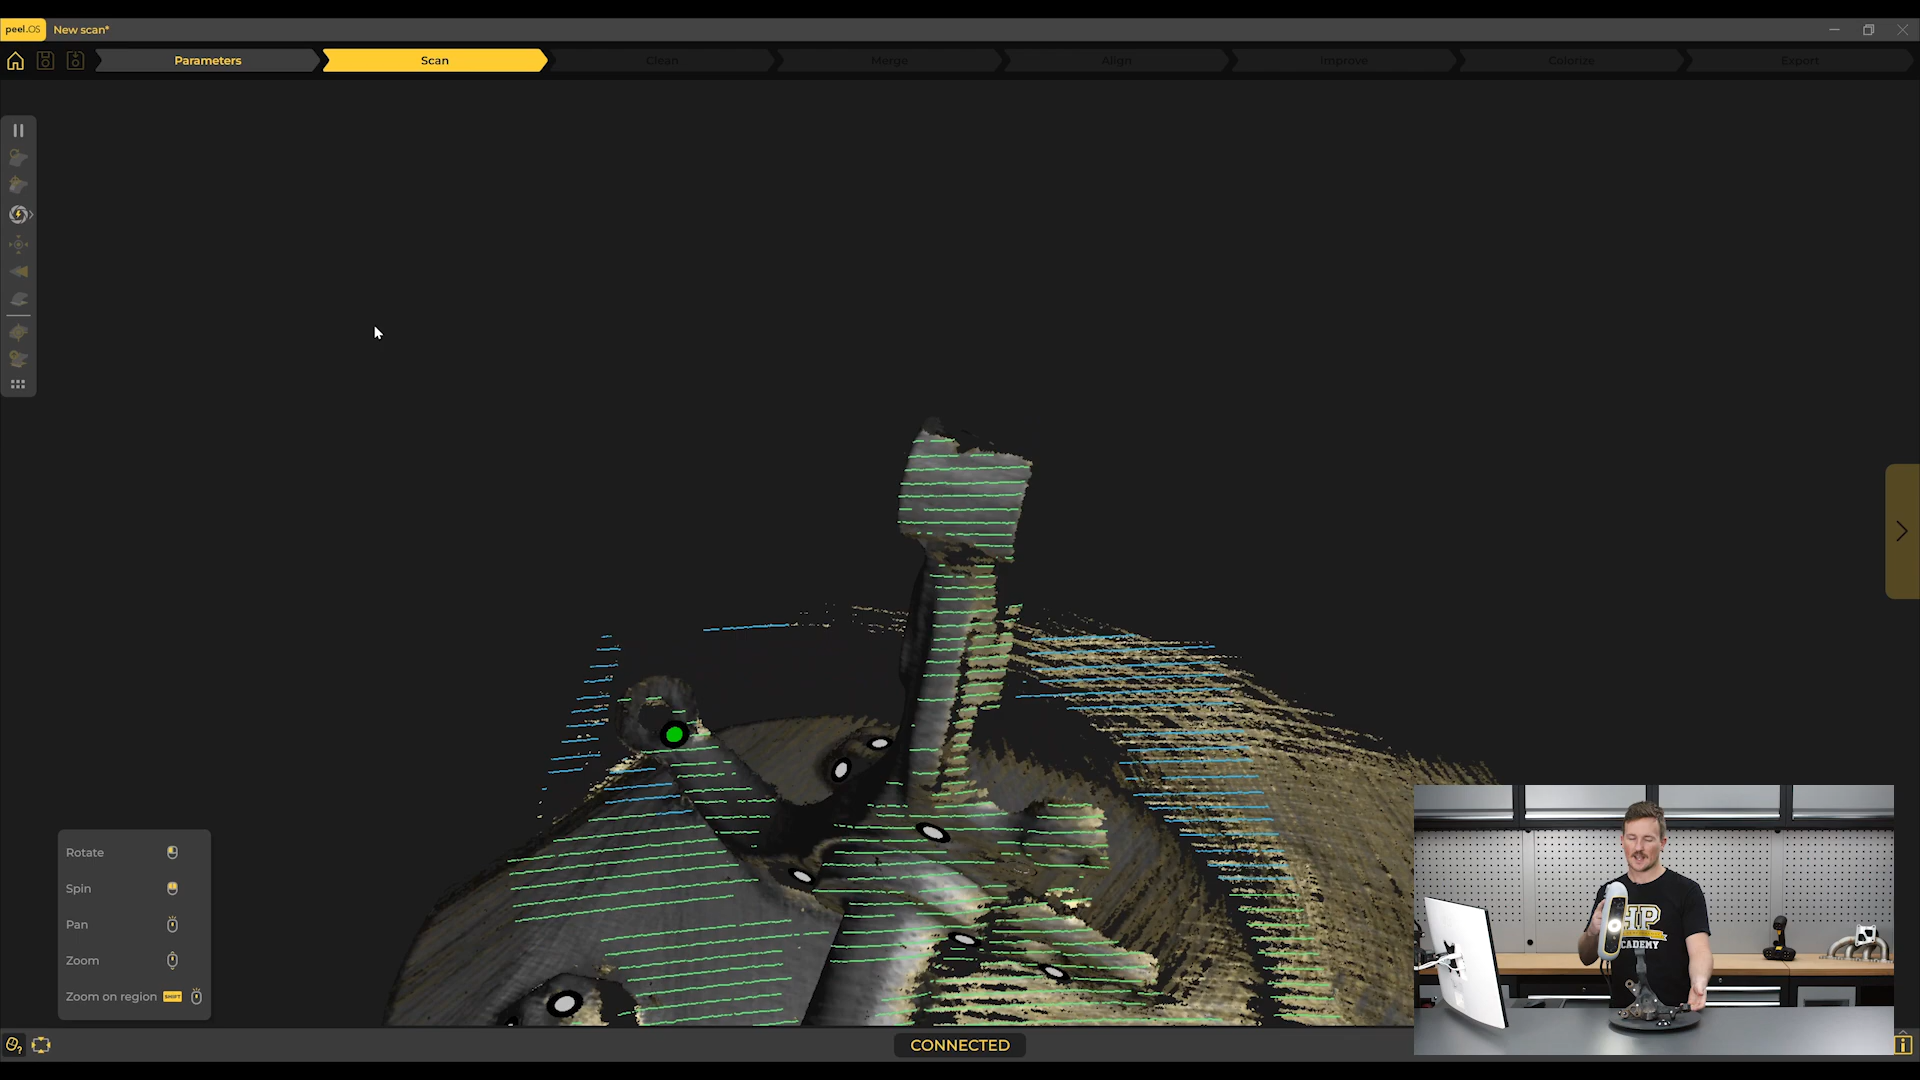 peel.OS New scan*
Parameters Scan Clean Merge Align Improve Colorize Export
Rotate
Spin
Pan
Zoom
Zoom on region SHIFT
CONNECTED
HP
ACADEMY